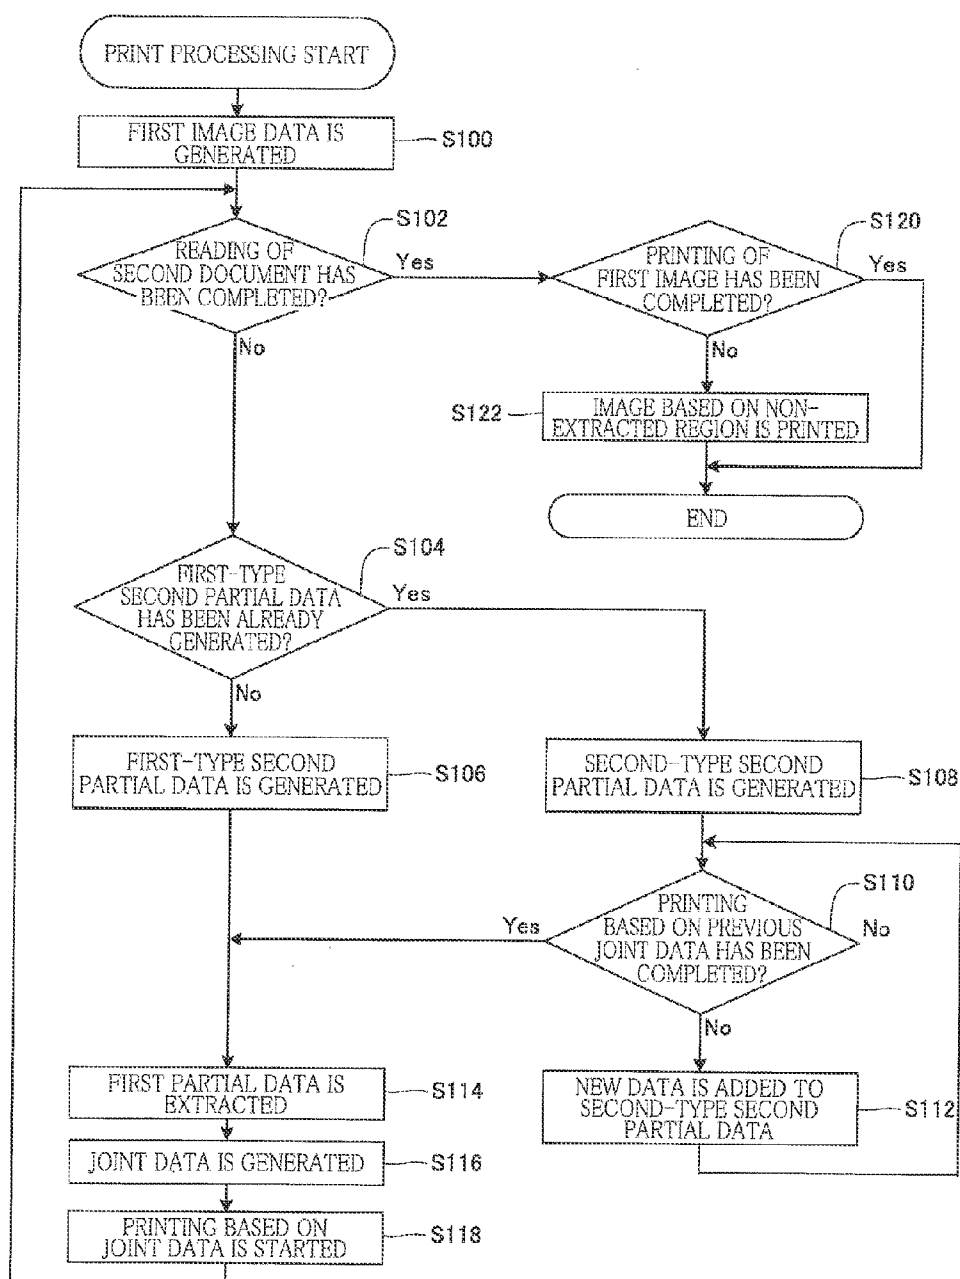 PRINT PROCESSING START
FIRST IMAGE DATA IS
GENERATED
S100
READING OF
SECOND DOCUMENT HAS
BEEN COMPLETED?
S102
Yes
No
PRINTING OF
FIRST IMAGE HAS BEEN
COMPLETED?
S120
Yes
No
S122
IMAGE BASED ON NON-
EXTRACTED REGION IS PRINTED
END
FIRST-TYPE
SECOND PARTIAL DATA
HAS BEEN ALREADY
GENERATED?
S104
Yes
No
FIRST-TYPE SECOND
PARTIAL DATA IS GENERATED
S106
SECOND-TYPE SECOND
PARTIAL DATA IS GENERATED
S108
PRINTING
BASED ON PREVIOUS
JOINT DATA HAS BEEN
COMPLETED?
S110
Yes
No
No
NEW DATA IS ADDED TO
SECOND-TYPE SECOND
PARTIAL DATA
S112
FIRST PARTIAL DATA IS
EXTRACTED
S114
JOINT DATA IS GENERATED
S116
PRINTING BASED ON
JOINT DATA IS STARTED
S118